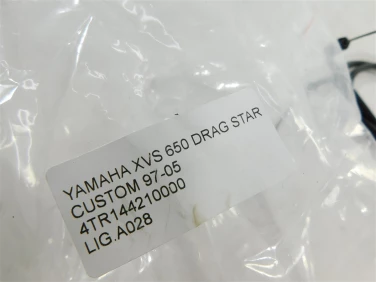 YAMAHA XVS 650 DRAG STAR
CUSTOM 97-05
4TR144210000
LIG.A028